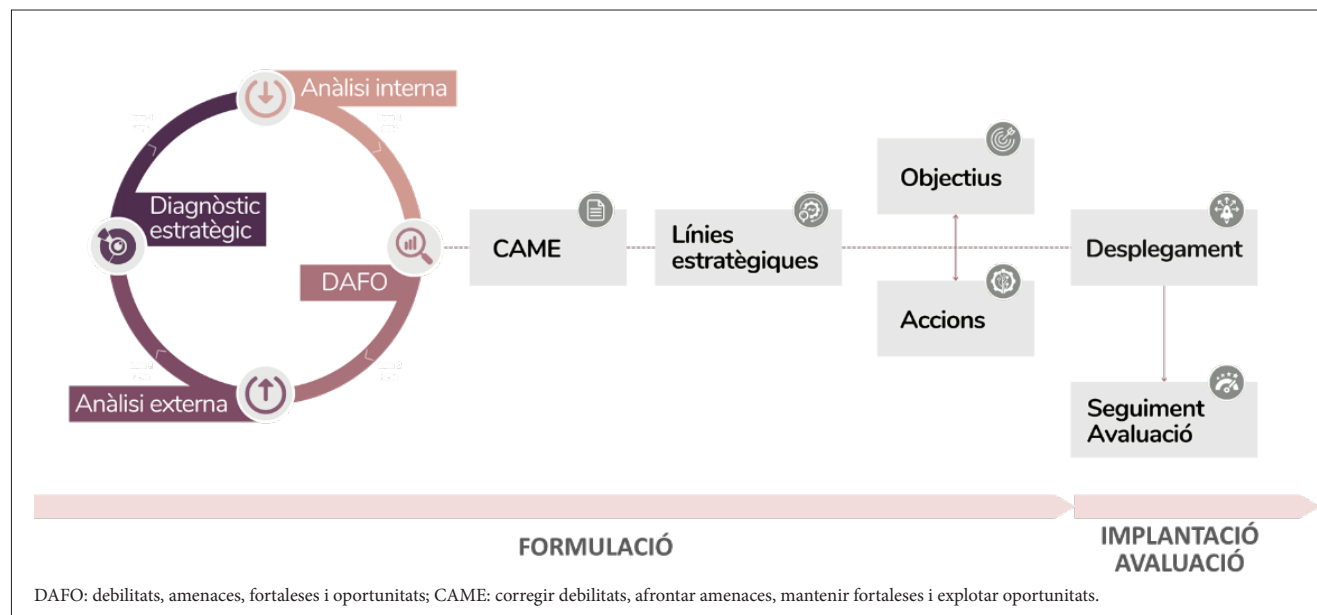 Anàlisi interna
Diagnòstic
estratègic
DAFO
Anàlisi externa
CAME
Línies
estratègiques
Objectius
Accions
Desplegament
Seguiment
Avaluació
FORMULACIÓ
IMPLANTACIÓ
AVALUACIÓ
DAFO: debilitats, amenaces, fortaleses i oportunitats; CAME: corregir debilitats, afrontar amenaces, mantenir fortaleses i explotar oportunitats.